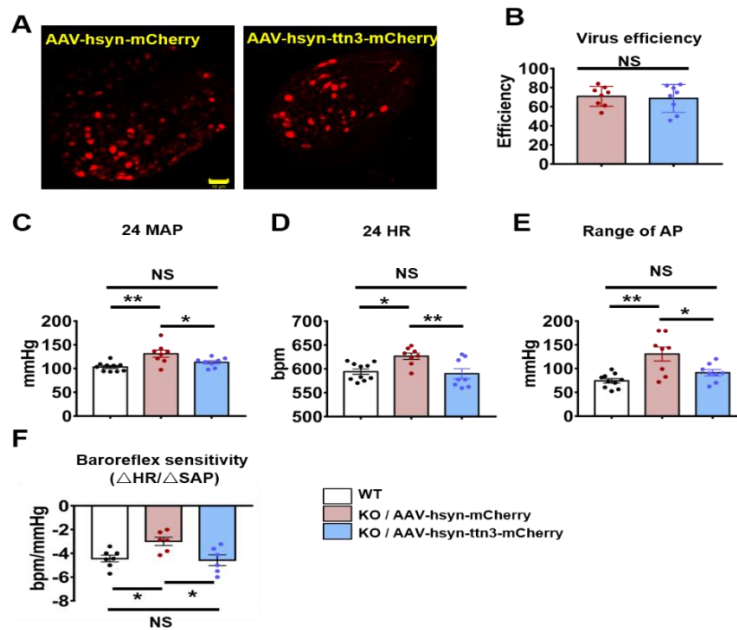 A
AAV-hsyn-mCherry
AAV-hsyn-ttn3-mCherry
B
Virus efficiency
NS
Efficiency
100
80
60
40
20
0
C
24 MAP
NS
**
*
mmHg
200
150
100
50
0
D
24 HR
NS
*
**
bpm
700
650
600
550
500
E
Range of AP
NS
**
*
mmHg
200
150
100
50
0
F
Baroreflex sensitivity
(△HR/△SAP)
bpm/mmHg
0
-2
-4
-6
-8
*
*
NS
WT
KO / AAV-hsyn-mCherry
KO / AAV-hsyn-ttn3-mCherry